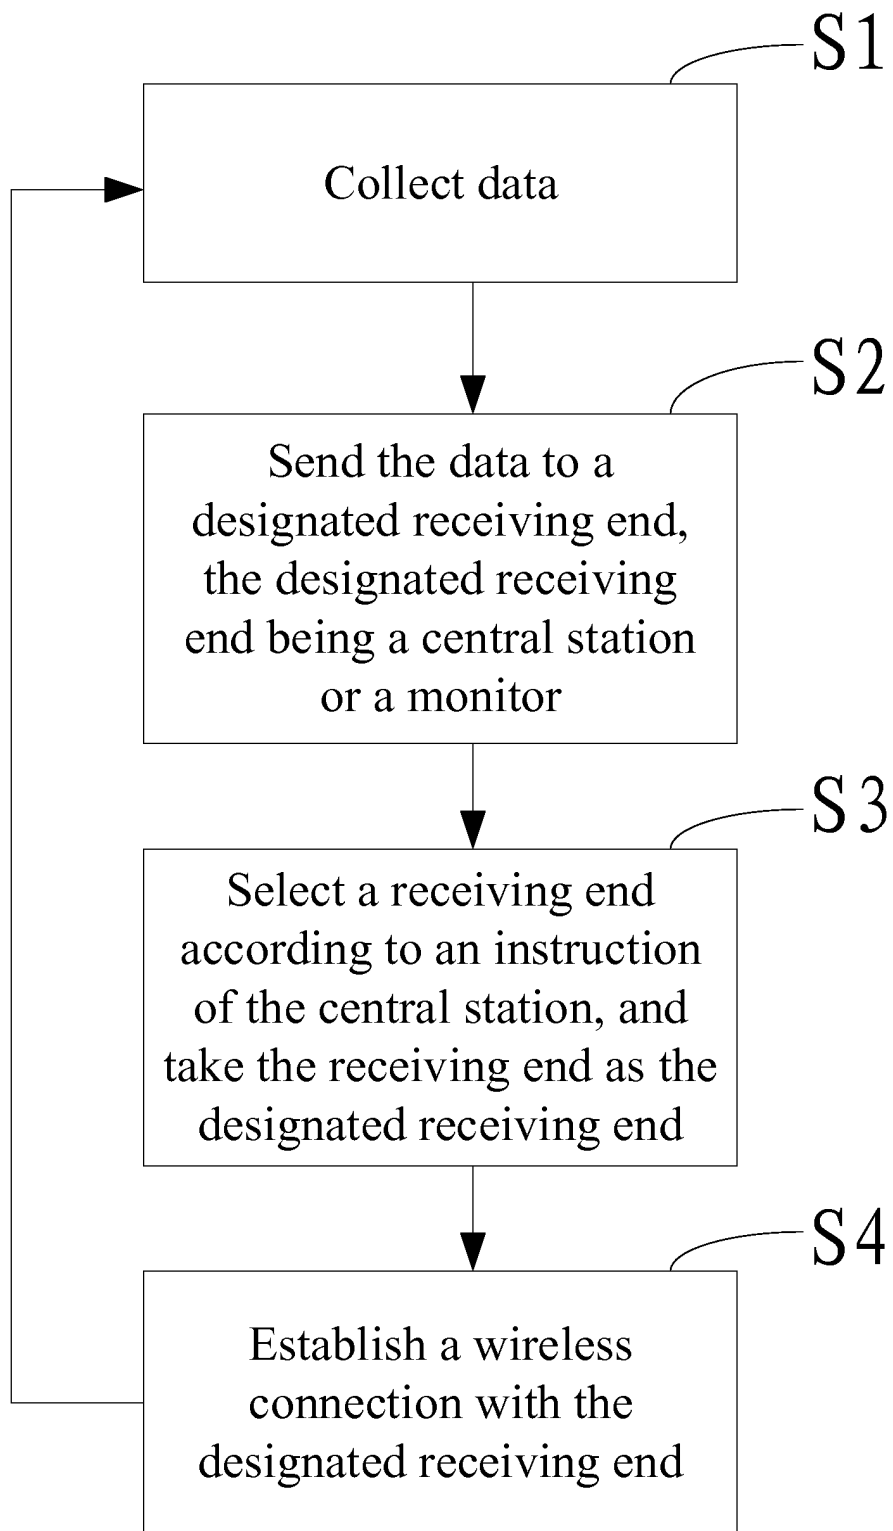 S1
Collect data
S2
Send the data to a
designated receiving end,
the designated receiving
end being a central station
or a monitor
S3
Select a receiving end
according to an instruction
of the central station, and
take the receiving end as the
designated receiving end
S4
Establish a wireless
connection with the
designated receiving end